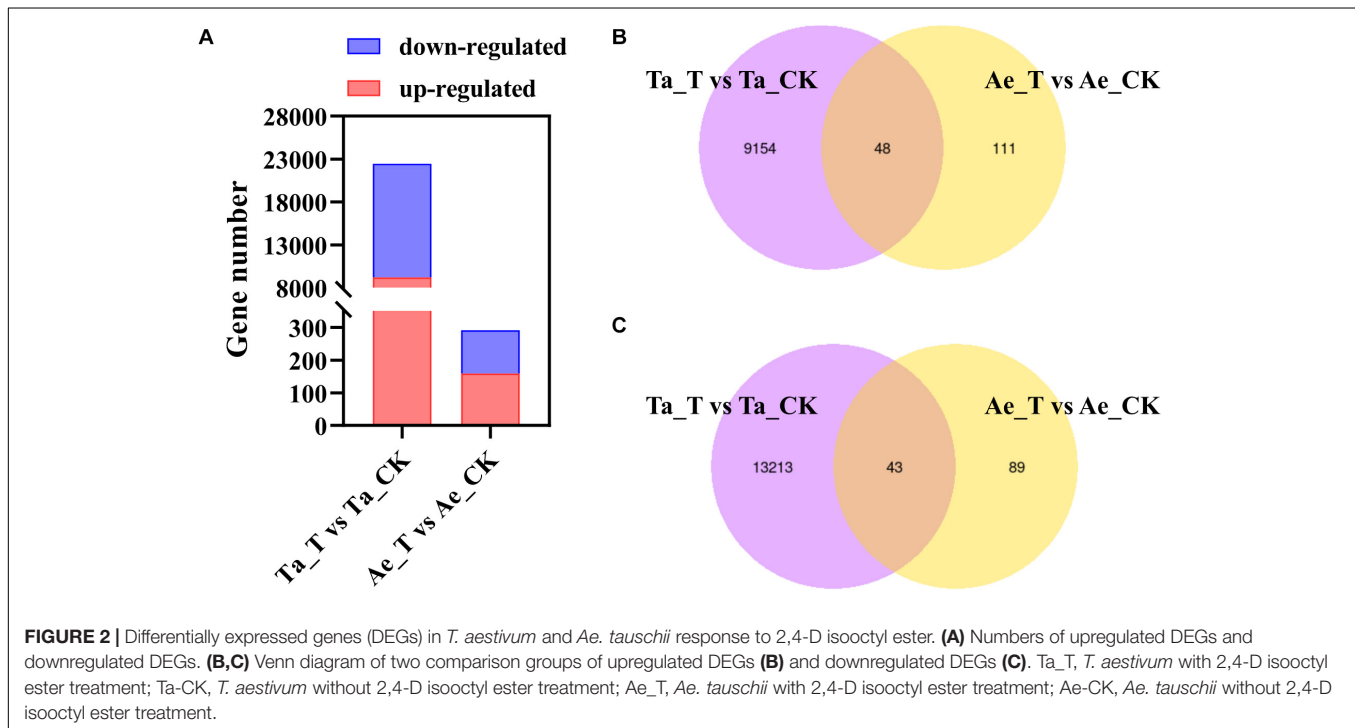 A
down-regulated
up-regulated
28000
23000
18000
13000
8000
300
200
100
0
Gene number
Ta_T vs Ta_CK
Ae_T vs Ae_CK
B
Ta_T vs Ta_CK
Ae_T vs Ae_CK
9154
48
111
C
Ta_T vs Ta_CK
Ae_T vs Ae_CK
13213
43
89
FIGURE 2 | Differentially expressed genes (DEGs) in T. aestivum and Ae. tauschii response to 2,4-D isooctyl ester. (A) Numbers of upregulated DEGs and
downregulated DEGs. (B,C) Venn diagram of two comparison groups of upregulated DEGs (B) and downregulated DEGs (C). Ta_T, T. aestivum with 2,4-D isooctyl
ester treatment; Ta-CK, T. aestivum without 2,4-D isooctyl ester treatment; Ae_T, Ae. tauschii with 2,4-D isooctyl ester treatment; Ae-CK, Ae. tauschii without 2,4-D
isooctyl ester treatment.